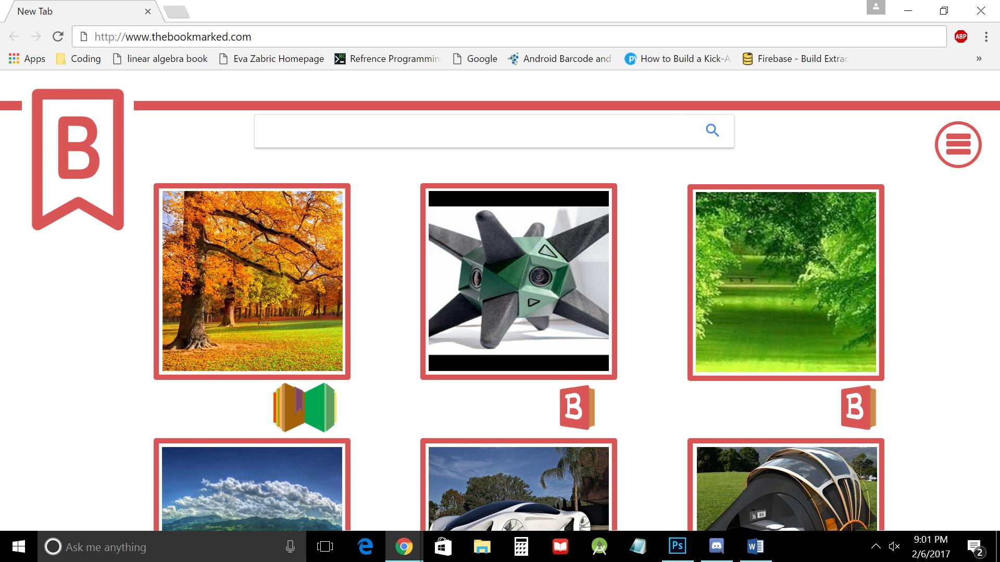 New Tab
http://www.thebookmarked.com
ABP
Apps Coding linear algebra book Eva Zabric Homepage Refrence Programmin Google Android Barcode and How to Build a Kick-A Firebase - Build Extrac
B
B
B
Ask me anything
Ps
W
9:01 PM
2/6/2017
2